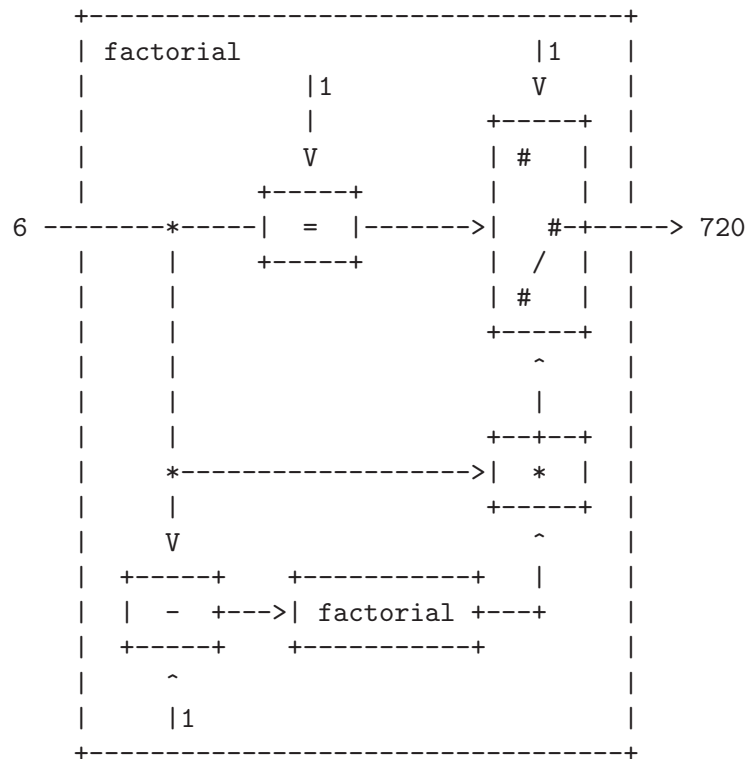 factorial |1
|1 V
| +-----+
V | # |
+-----+ | |
6 --------*-----| = |------->| #-+-----> 720
| +-----+ | / |
| | # |
| +-----+
| ^
| |
| +--+--+
*------------------>| * |
| +-----+
V ^
+-----+ +-----------+ |
| - +--->| factorial +---+
+-----+ +-----------+
^
|1